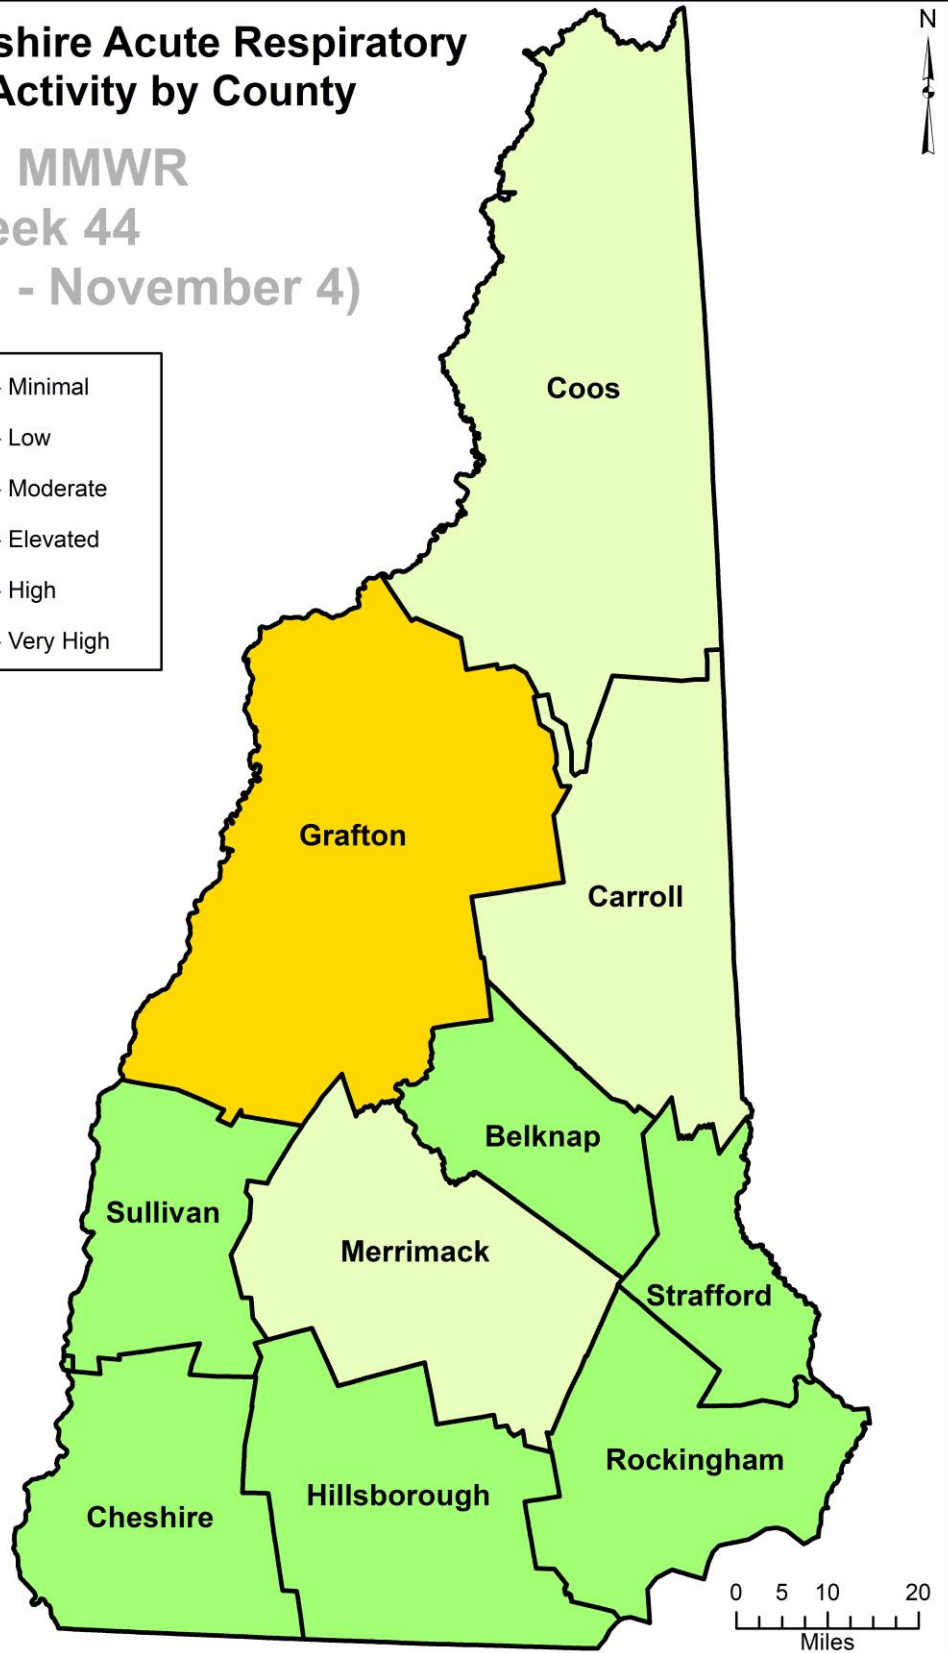 shire Acute Respiratory
Activity by County
MMWR
eek 44
- November 4)
N
- Minimal
- Low
- Moderate
- Elevated
- High
- Very High
Coos
Grafton
Carroll
Belknap
Sullivan
Merrimack
Strafford
Rockingham
Hillsborough
Cheshire
0 5 10 20
Miles